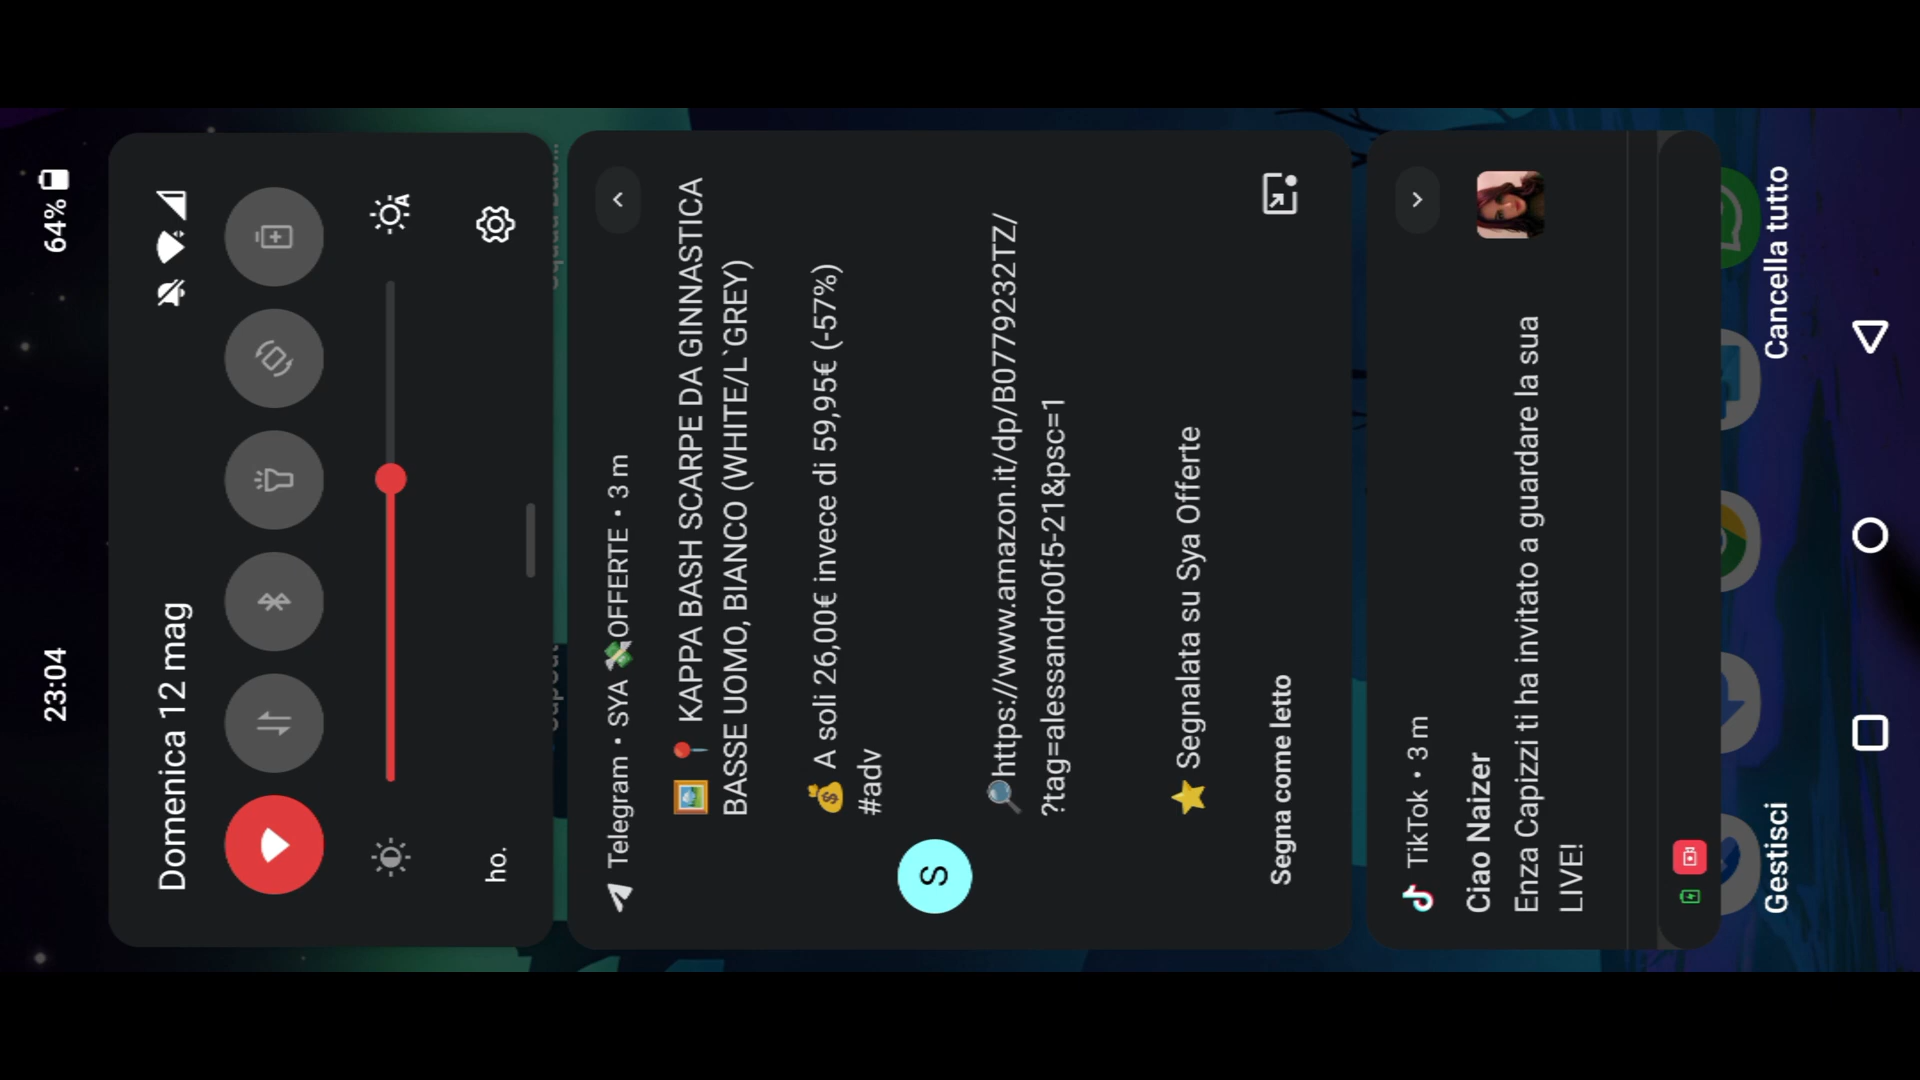 23:04
64%
Domenica 12 mag
ho.
Telegram • SYA 💸OFFERTE • 3 m
🖼️📍 KAPPA BASH SCARPE DA GINNASTICA
BASSE UOMO, BIANCO (WHITE/L`GREY)
💰 A soli 26,00€ invece di 59,95€ (-57%)
#adv
S
🔎https://www.amazon.it/dp/B0779232TZ/
?tag=alessandro0f5-21&psc=1
⭐ Segnalata su Sya Offerte
Segna come letto
TikTok • 3 m
Ciao Naizer
Enza Capizzi ti ha invitato a guardare la sua
LIVE!
Gestisci
Cancella tutto